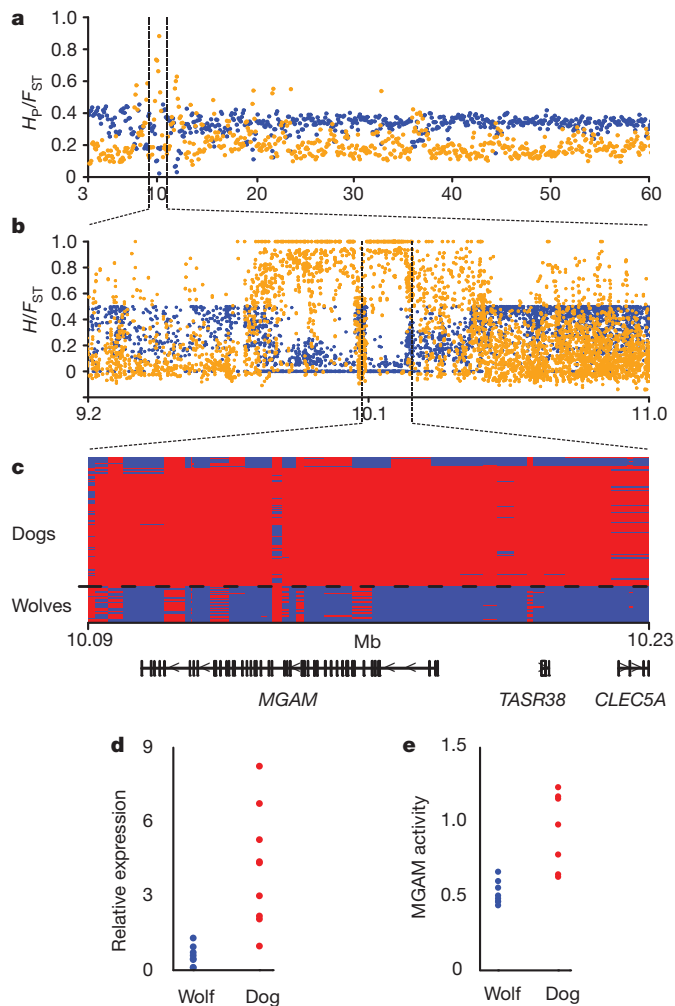 a
H_P/F_ST
1.0
0.8
0.6
0.4
0.2
0
3
10
20
30
40
50
60
b
H/F_ST
1.0
0.8
0.6
0.4
0.2
0
9.2
10.1
11.0
c
Dogs
Wolves
10.09
Mb
10.23
MGAM
TASR38
CLEC5A
d
Relative expression
9
6
3
0
Wolf
Dog
e
MGAM activity
1.5
1.0
0.5
0
Wolf
Dog